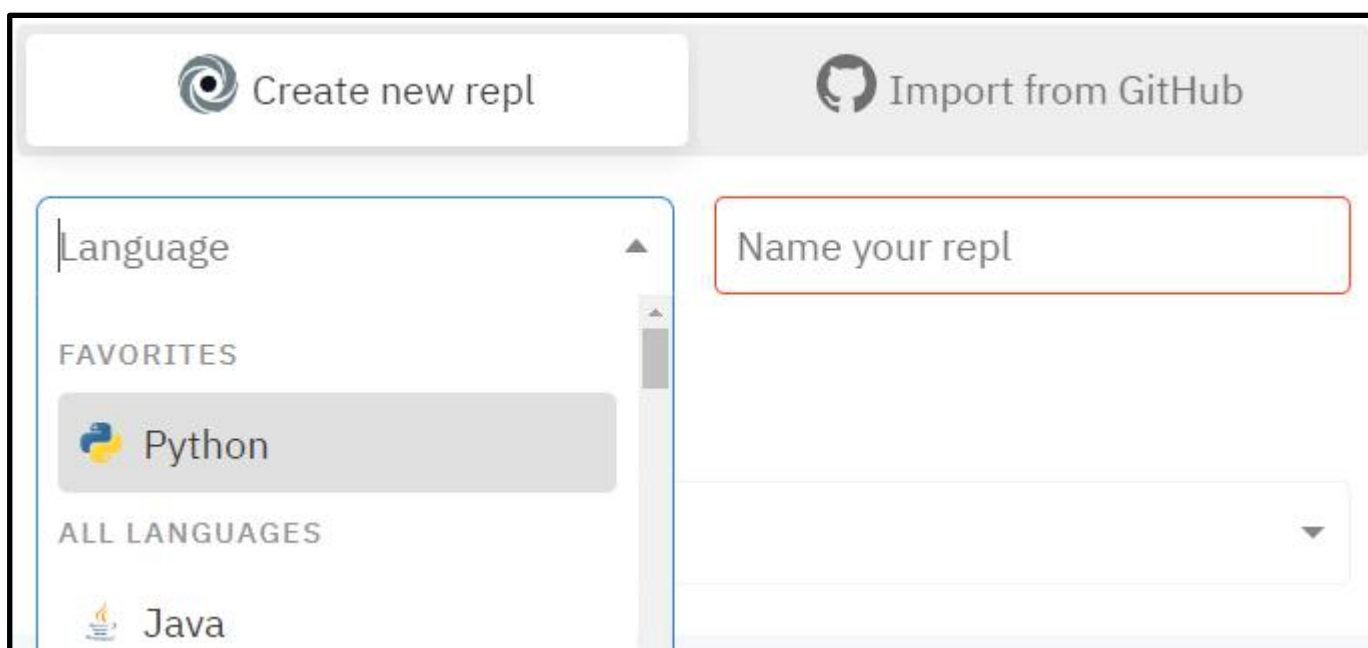 Create new repl
Import from GitHub
Language
Name your repl
FAVORITES
Python
ALL LANGUAGES
Java